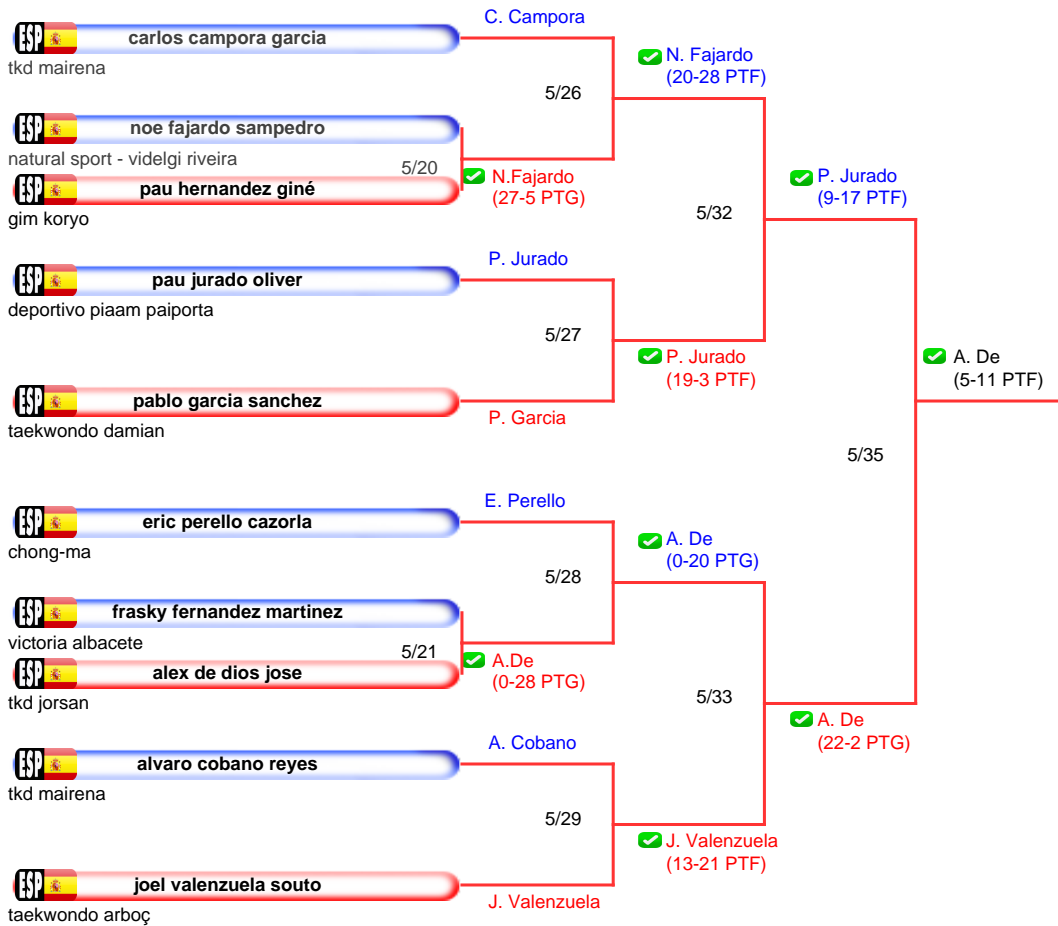 C. Campora
ESP carlos campora garcia
tkd mairena
N. Fajardo
(20-28 PTF)
5/26
ESP noe fajardo sampedro
natural sport - videlgi riveira
5/20
N.Fajardo
(27-5 PTG)
ESP pau hernandez giné
gim koryo
P. Jurado
(9-17 PTF)
5/32
P. Jurado
ESP pau jurado oliver
deportivo piaam paiporta
5/27
P. Jurado
(19-3 PTF)
A. De
(5-11 PTF)
ESP pablo garcia sanchez
P. Garcia
taekwondo damian
5/35
E. Perello
ESP eric perello cazorla
chong-ma
A. De
(0-20 PTG)
5/28
ESP frasky fernandez martinez
victoria albacete
5/21
A.De
(0-28 PTG)
ESP alex de dios jose
tkd jorsan
5/33
A. De
(22-2 PTG)
A. Cobano
ESP alvaro cobano reyes
tkd mairena
5/29
J. Valenzuela
(13-21 PTF)
ESP joel valenzuela souto
J. Valenzuela
taekwondo arboç